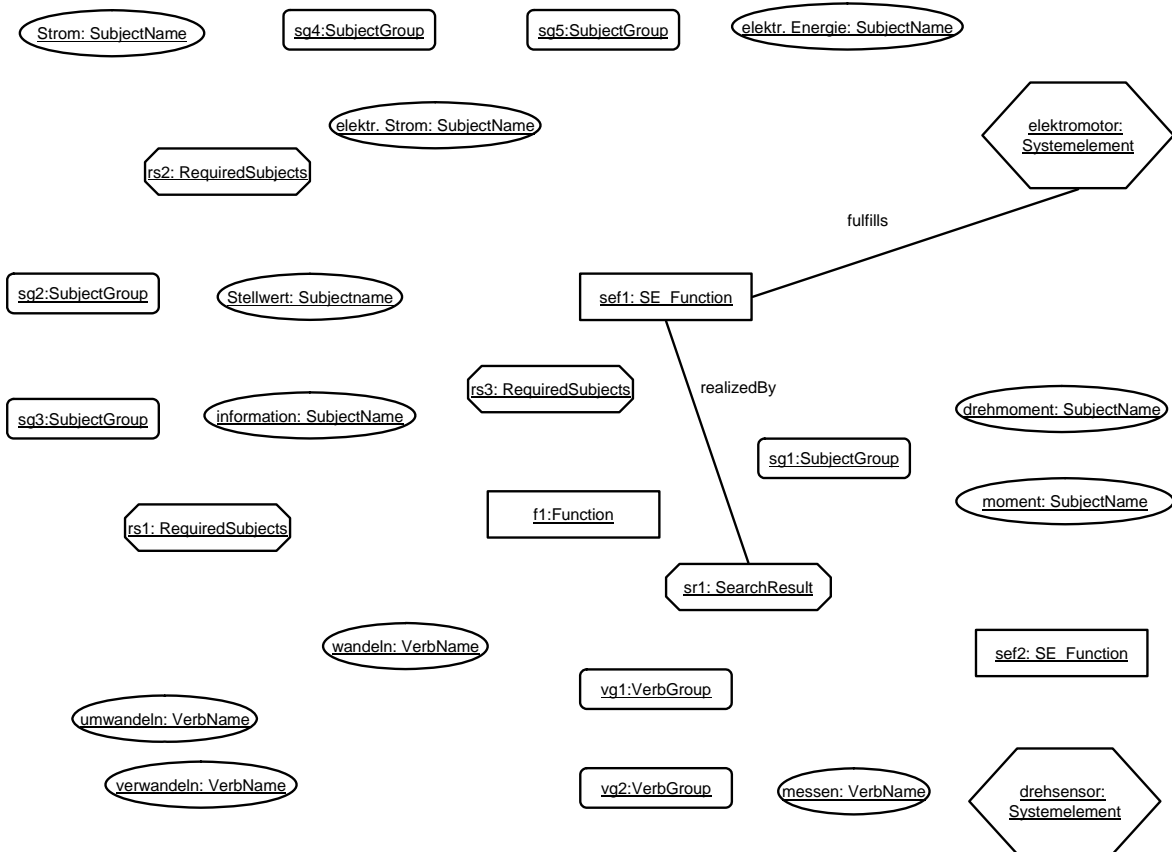 Strom: SubjectName
sg4:SubjectGroup
sg5:SubjectGroup
elektr. Energie: SubjectName
elektr. Strom: SubjectName
elektromotor:
Systemelement
rs2: RequiredSubjects
fulfills
sg2:SubjectGroup
Stellwert: Subjectname
sef1: SE_Function
rs3: RequiredSubjects
realizedBy
sg3:SubjectGroup
information: SubjectName
drehmoment: SubjectName
sg1:SubjectGroup
moment: SubjectName
rs1: RequiredSubjects
f1:Function
sr1: SearchResult
wandeln: VerbName
sef2: SE_Function
vg1:VerbGroup
umwandeln: VerbName
verwandeln: VerbName
vg2:VerbGroup
messen: VerbName
drehsensor:
Systemelement